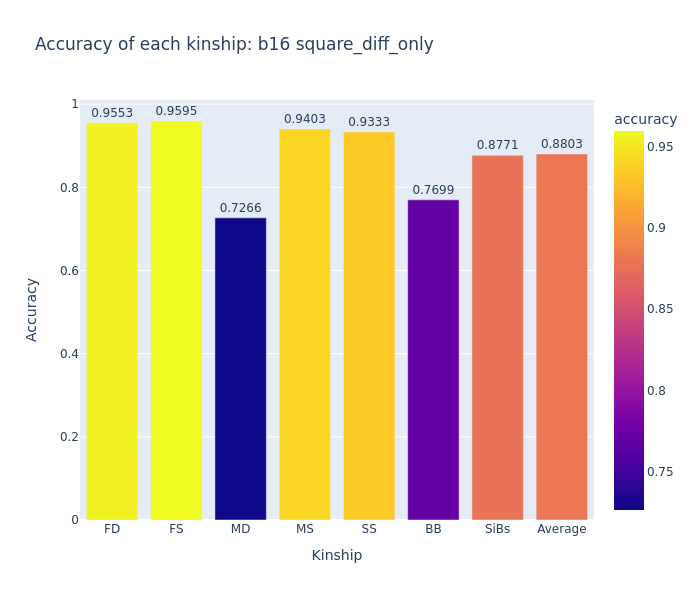 Accuracy of each kinship: b16 square_diff_only
accuracy
1
0.8
0.6
0.4
0.2
0
Accuracy
0.9553
0.9595
0.7266
0.9403
0.9333
0.7699
0.8771
0.8803
0.95
0.9
0.85
0.8
0.75
FD
FS
MD
MS
SS
BB
SiBs
Average
Kinship